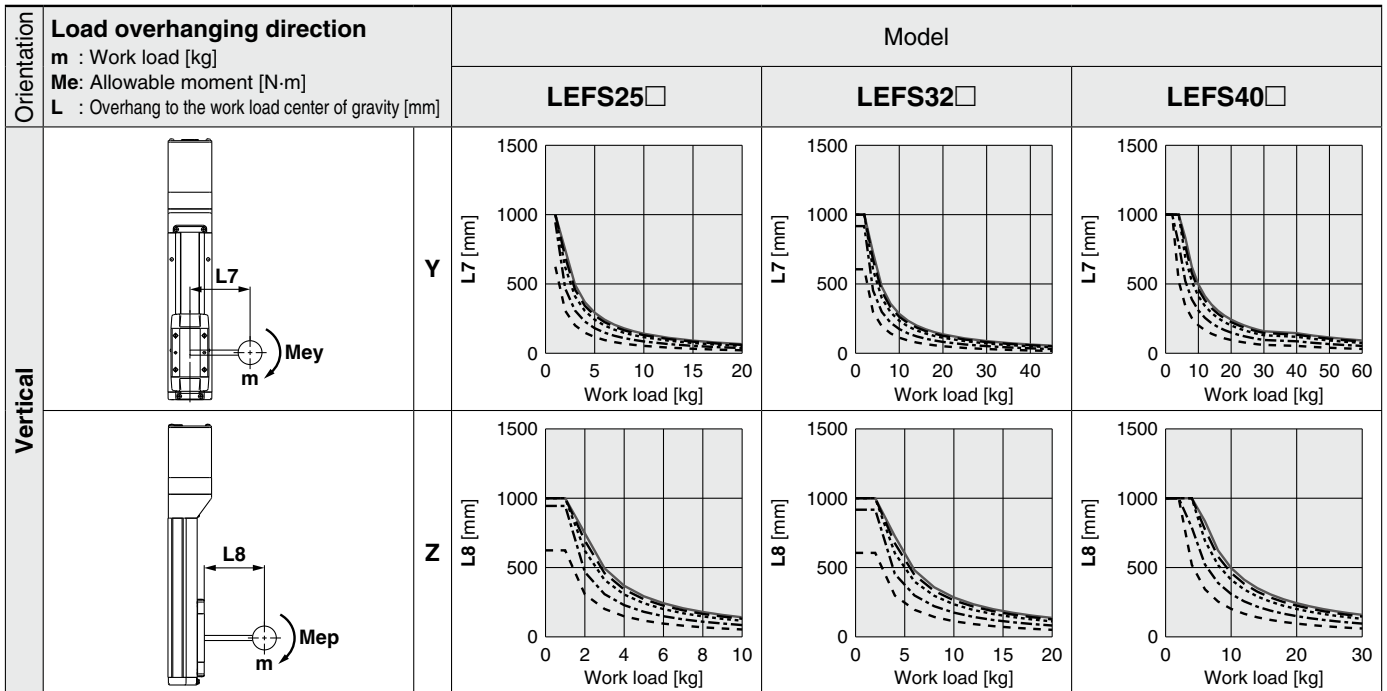 Orientation
Load overhanging direction
m : Work load [kg]
Me: Allowable moment [N·m]
L : Overhang to the work load center of gravity [mm]
Model
LEFS25□
LEFS32□
LEFS40□
Vertical
L7
Mey
m
Y
1500
1000
500
0
L7 [mm]
0 5 10 15 20
Work load [kg]
1500
1000
500
0
L7 [mm]
0 10 20 30 40
Work load [kg]
1500
1000
500
0
L7 [mm]
0 10 20 30 40 50 60
Work load [kg]
L8
Mep
m
Z
1500
1000
500
0
L8 [mm]
0 2 4 6 8 10
Work load [kg]
1500
1000
500
0
L8 [mm]
0 5 10 15 20
Work load [kg]
1500
1000
500
0
L8 [mm]
0 10 20 30
Work load [kg]